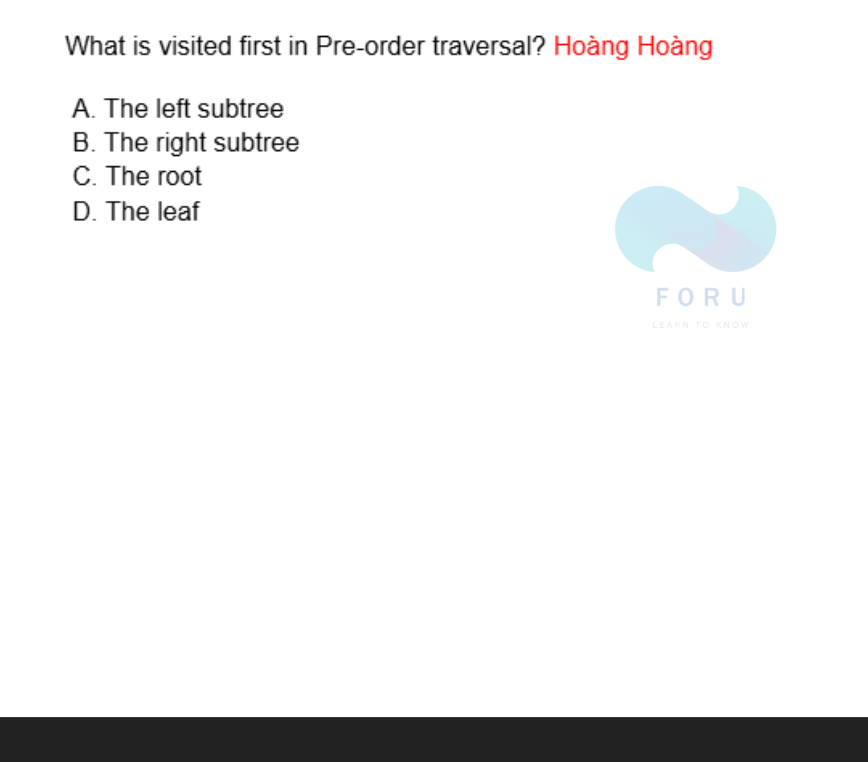 What is visited first in Pre-order traversal? Hoàng Hoàng
A. The left subtree
B. The right subtree
C. The root
D. The leaf
FORU
LEARN TO KNOW